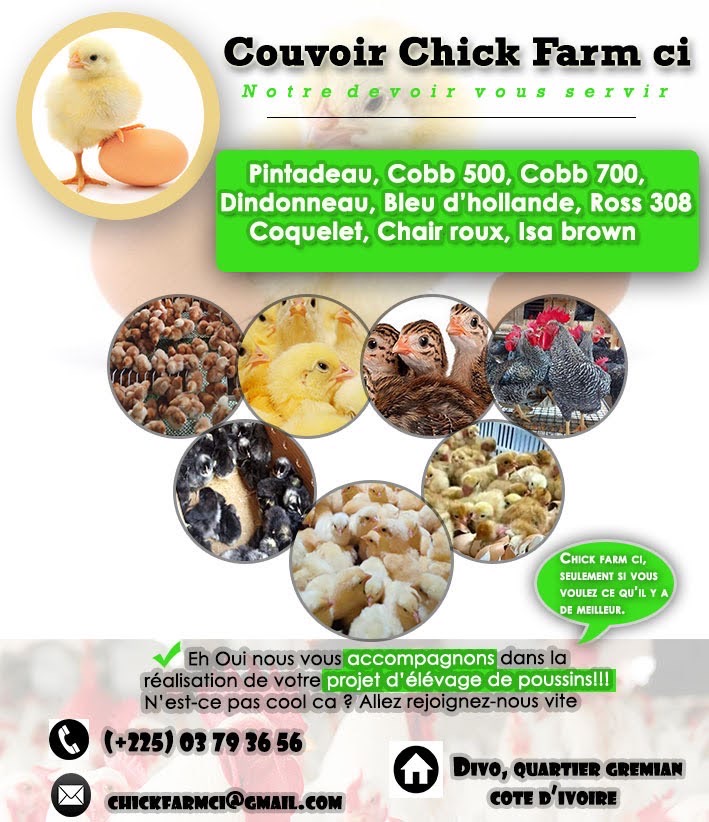 Couvoir Chick Farm ci
Notre devoir vous servir
Pintadeau, Cobb 500, Cobb 700,
Dindonneau, Bleu d'hollande, Ross 308
Coquelet, Chair roux, Isa brown
Chick farm ci,
seulement si vous
voulez ce qu'il y a
de meilleur.
Eh Oui nous vous accompagnons dans la
réalisation de votre projet d'élévage de poussins!!!
N'est-ce pas cool ca ? Allez rejoignez-nous vite
(+225) 03 79 36 56
chickfarmci@gmail.com
Divo, quartier gremian
cote d'ivoire